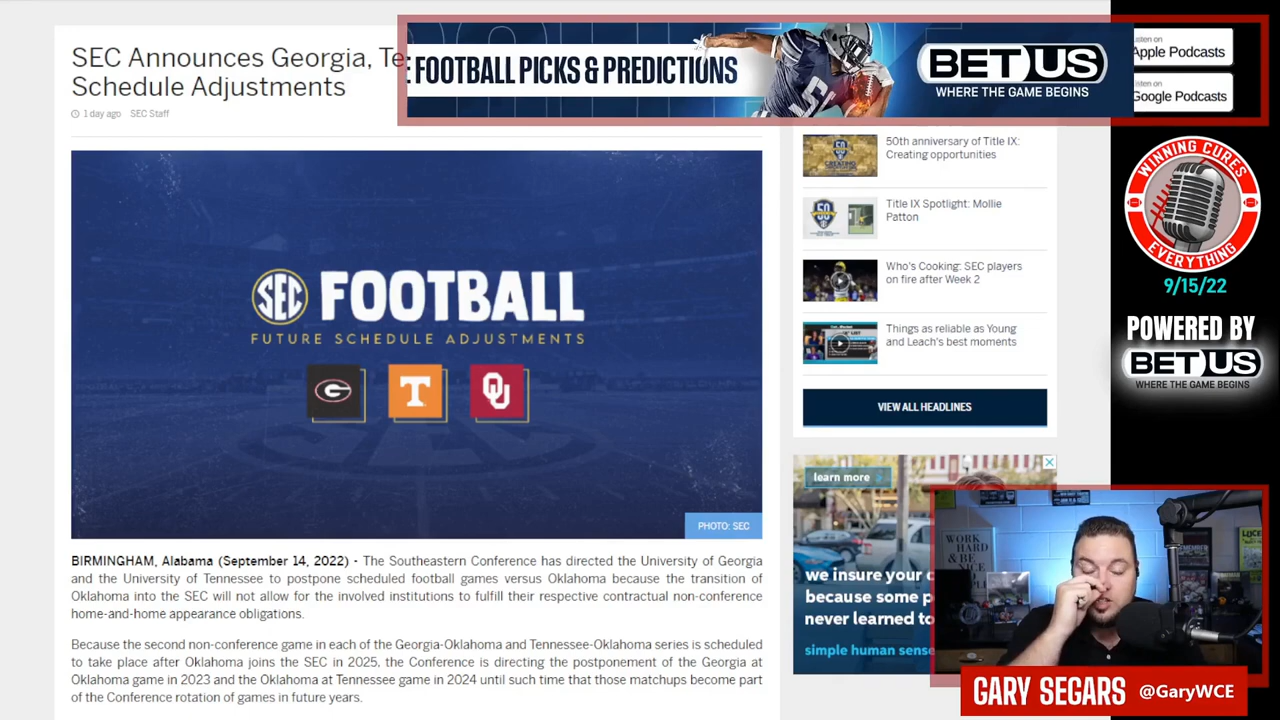 SEC Announces Georgia, Te
Schedule Adjustments
1 day ago SEC Staff
E FOOTBALL PICKS & PREDICTIONS
BET US
WHERE THE GAME BEGINS
Apple Podcasts
Listen on
Google Podcasts
SEC FOOTBALL
FUTURE SCHEDULE ADJUSTMENTS
G
T
OU
PHOTO: SEC
BIRMINGHAM, Alabama (September 14, 2022) - The Southeastern Conference has directed the University of Georgia
and the University of Tennessee to postpone scheduled football games versus Oklahoma because the transition of
Oklahoma into the SEC will not allow for the involved institutions to fulfill their respective contractual non-conference
home-and-home appearance obligations.
Because the second non-conference game in each of the Georgia-Oklahoma and Tennessee-Oklahoma series is scheduled
to take place after Oklahoma joins the SEC in 2025, the Conference is directing the postponement of the Georgia at
Oklahoma game in 2023 and the Oklahoma at Tennessee game in 2024 until such time that those matchups become part
of the Conference rotation of games in future years.
50th anniversary of Title IX:
Creating opportunities
Title IX Spotlight: Mollie
Patton
Who's Cooking: SEC players
on fire after Week 2
Things as reliable as Young
and Leach's best moments
VIEW ALL HEADLINES
learn more >
we insure your c
because some p
never learned to
simple human sense
WINNING CURES
EVERYTHING
9/15/22
POWERED BY
BET US
WHERE THE GAME BEGINS
WORK
HARD &
BE NICE
GARY SEGARS @GaryWCE